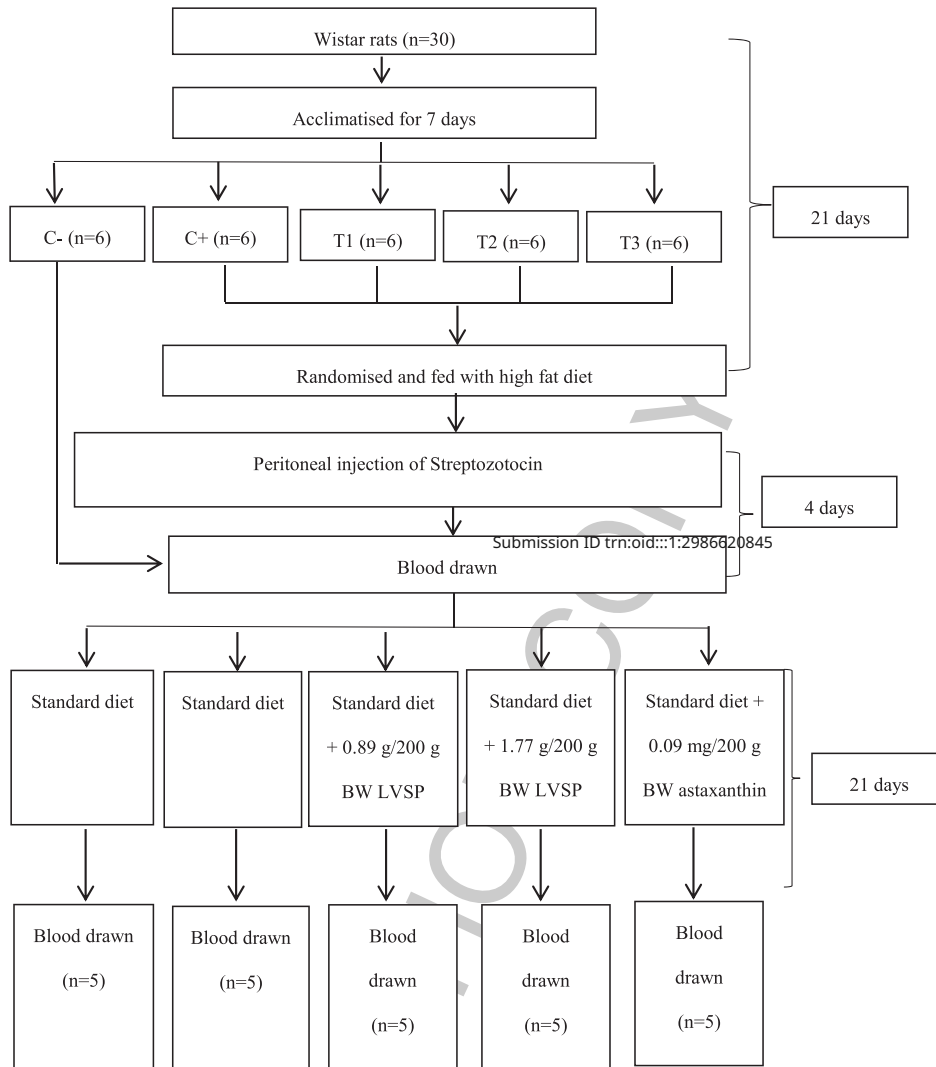 Wistar rats (n=30)
Acclimatised for 7 days
21 days
C- (n=6)
C+ (n=6)
T1 (n=6)
T2 (n=6)
T3 (n=6)
Randomised and fed with high fat diet
Peritoneal injection of Streptozotocin
4 days
Submission ID trn:oid:::1:2986620845
Blood drawn
Standard diet
Standard diet
Standard diet
+ 0.89 g/200 g
BW LVSP
Standard diet
+ 1.77 g/200 g
BW LVSP
Standard diet +
0.09 mg/200 g
BW astaxanthin
21 days
Blood drawn
(n=5)
Blood drawn
(n=5)
Blood
drawn
(n=5)
Blood
drawn
(n=5)
Blood
drawn
(n=5)